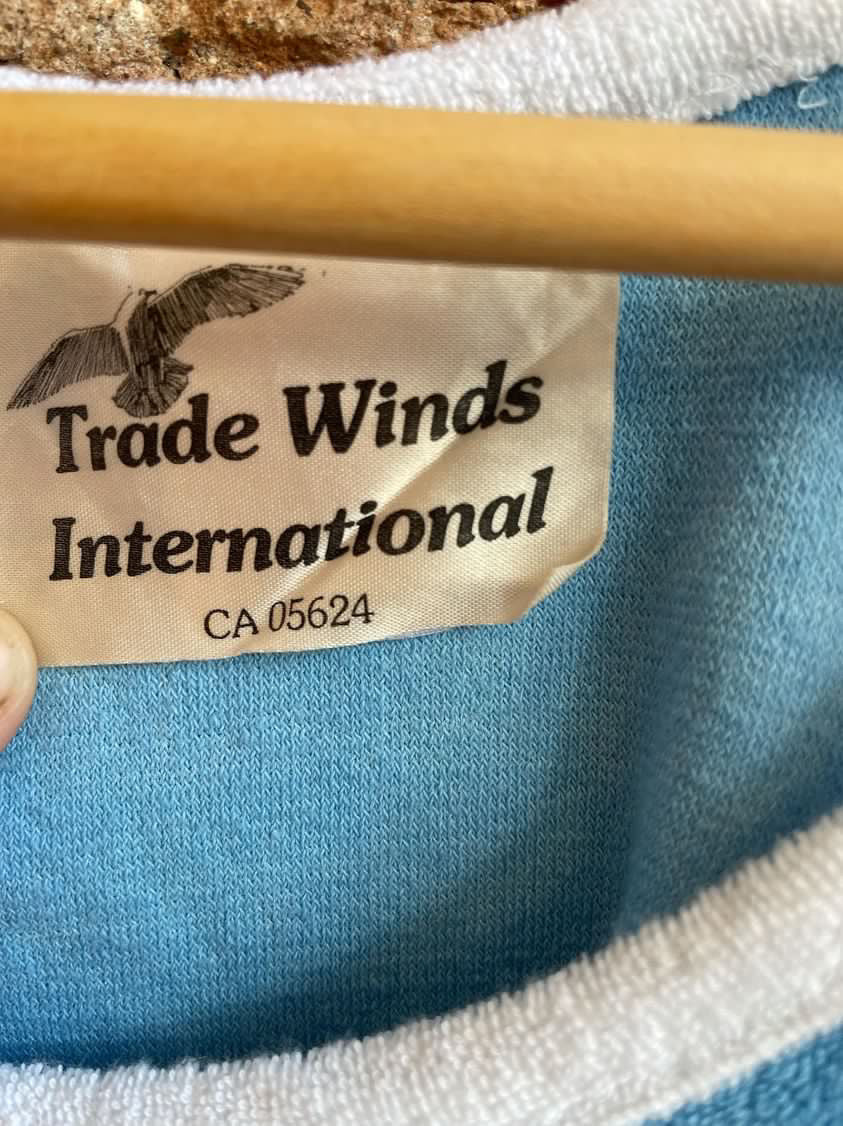 Trade Winds
International
CA 05624